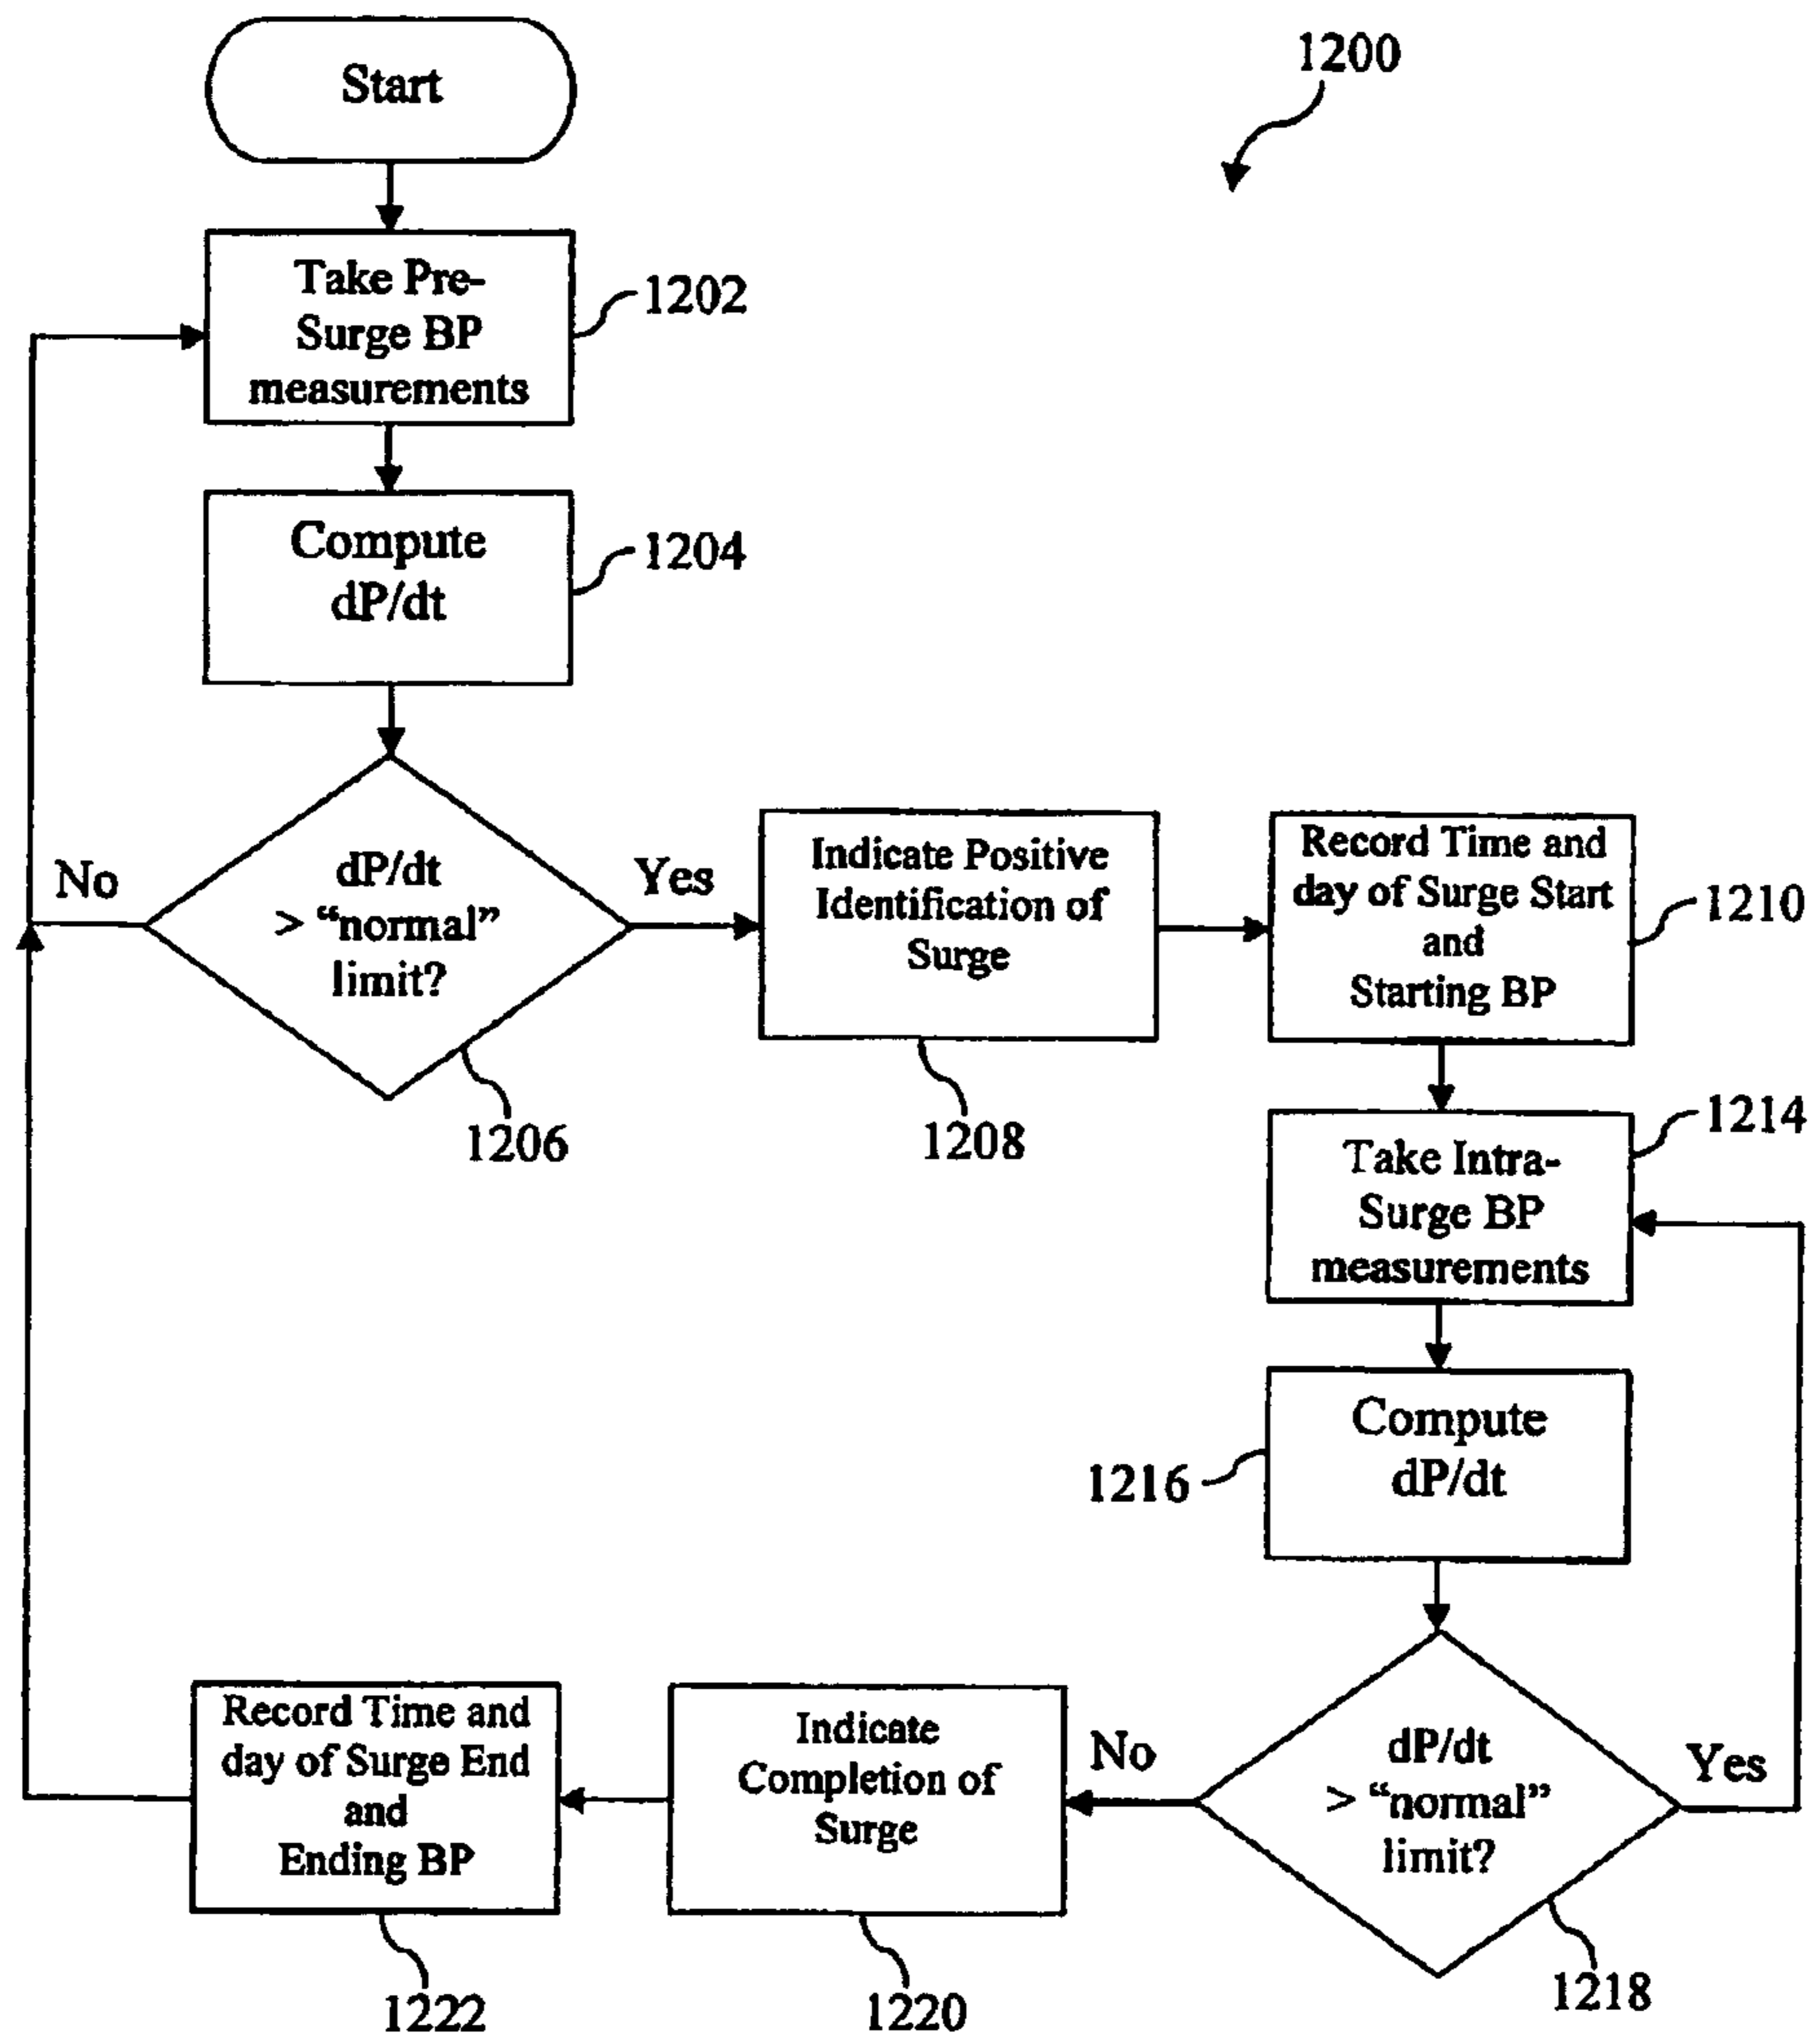 Start
1200
Take Pre-
Surge BP
measurements
1202
Compute
dP/dt
1204
dP/dt
> “normal”
limit?
No
Yes
1206
Indicate Positive
Identification of
Surge
1208
Record Time and
day of Surge Start
and
Starting BP
1210
Take Intra-
Surge BP
measurements
1214
Compute
dP/dt
1216
dP/dt
> “normal”
limit?
No
Yes
1218
Indicate
Completion of
Surge
1220
Record Time and
day of Surge End
and
Ending BP
1222